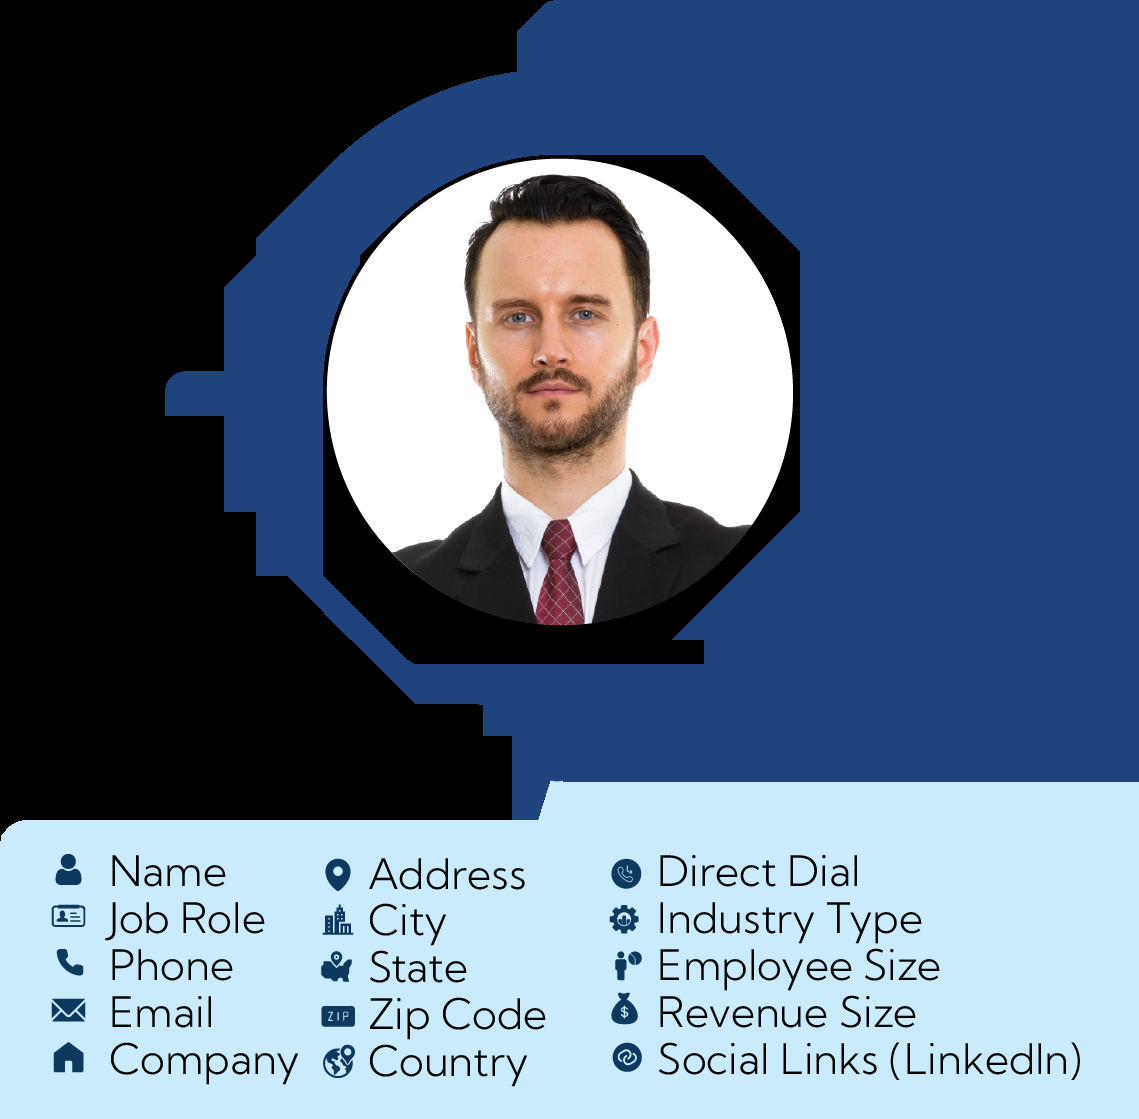 Name
Job Role
Phone
Email
Company
Address
City
State
ZIP Zip Code
Country
Direct Dial
Industry Type
Employee Size
$ Revenue Size
Social Links (LinkedIn)